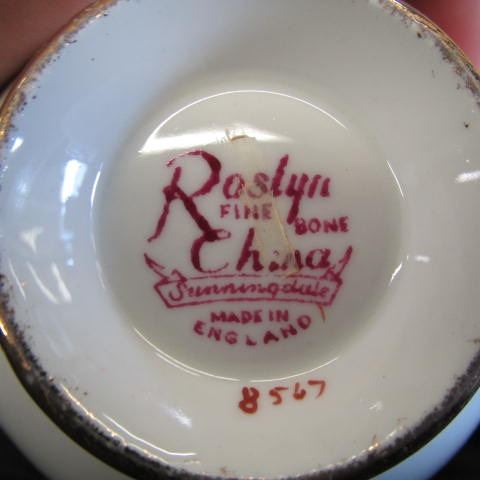 Roslyn
FINE BONE
China
Sunningdale
MADE IN
ENGLAND
8567